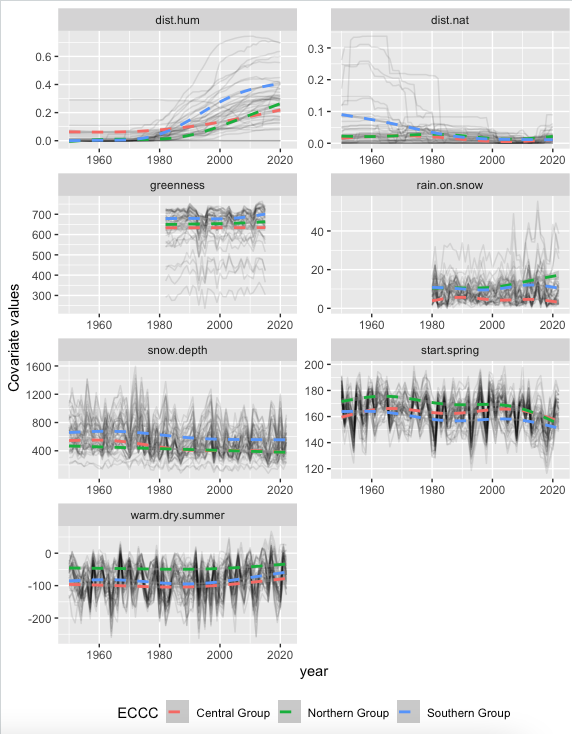 dist.hum
dist.nat
0.6
0.4
0.2
0.0
0.3
0.2
0.1
0.0
1960 1980 2000 2020
1960 1980 2000 2020
greenness
rain.on.snow
700
600
500
400
300
40
20
0
1960 1980 2000 2020
1960 1980 2000 2020
Covariate values
snow.depth
start.spring
1600
1200
800
400
200
180
160
140
120
1960 1980 2000 2020
1960 1980 2000 2020
warm.dry.summer
0
-100
-200
1960 1980 2000 2020
year
ECCC Central Group Northern Group Southern Group